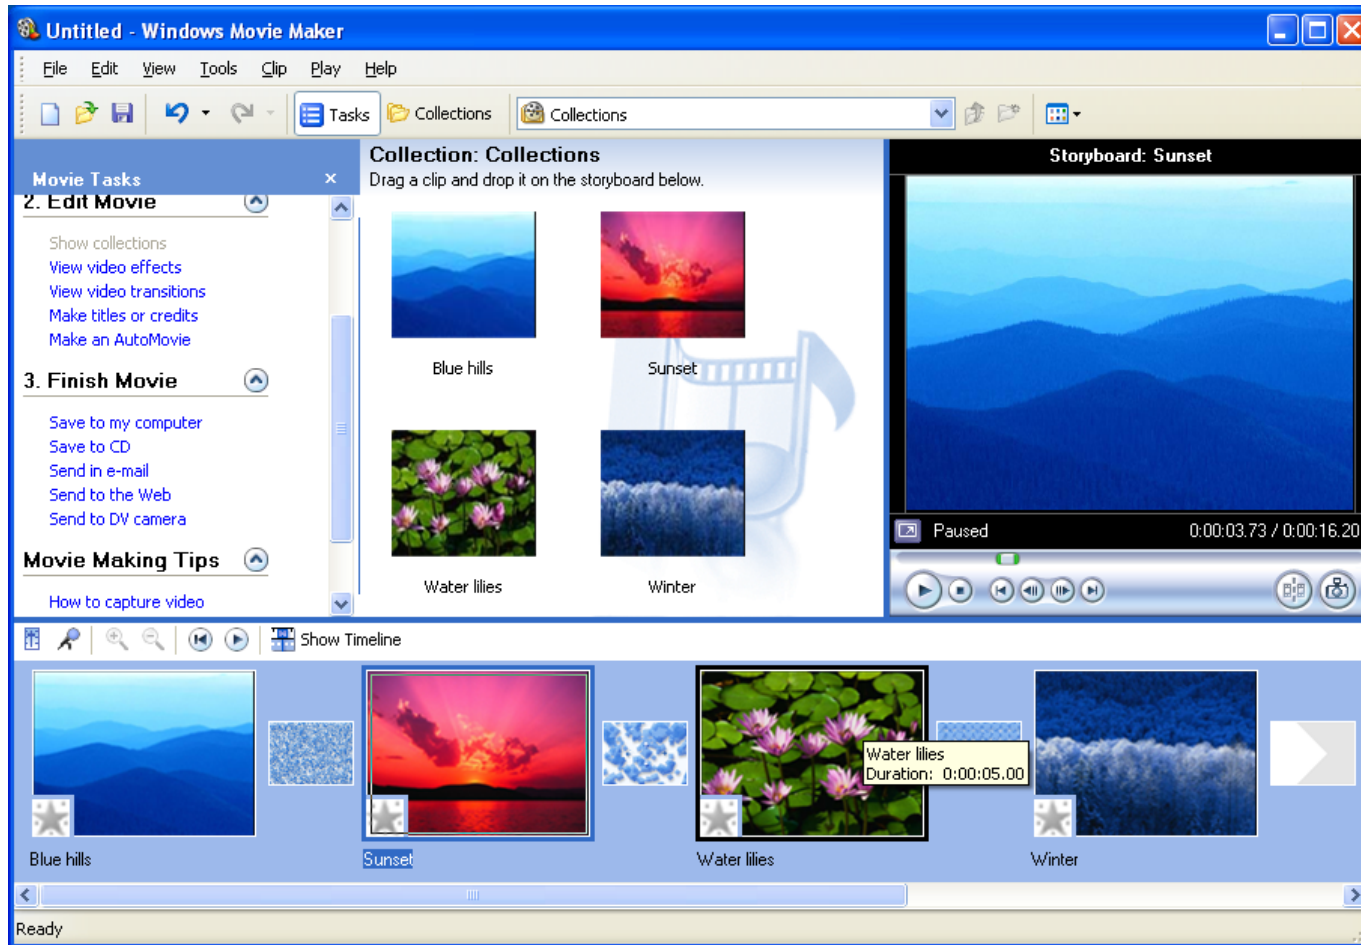 Untitled - Windows Movie Maker
File Edit View Tools Clip Play Help
Tasks Collections Collections
Movie Tasks
2. Edit Movie
Show collections
View video effects
View video transitions
Make titles or credits
Make an AutoMovie
3. Finish Movie
Save to my computer
Save to CD
Send in e-mail
Send to the Web
Send to DV camera
Movie Making Tips
How to capture video
Collection: Collections
Drag a clip and drop it on the storyboard below.
Blue hills Sunset
Water lilies Winter
Storyboard: Sunset
Paused 0:00:03.73 / 0:00:16.20
Show Timeline
Water lilies
Duration: 0:00:05.00
Blue hills Sunset Water lilies Winter
Ready